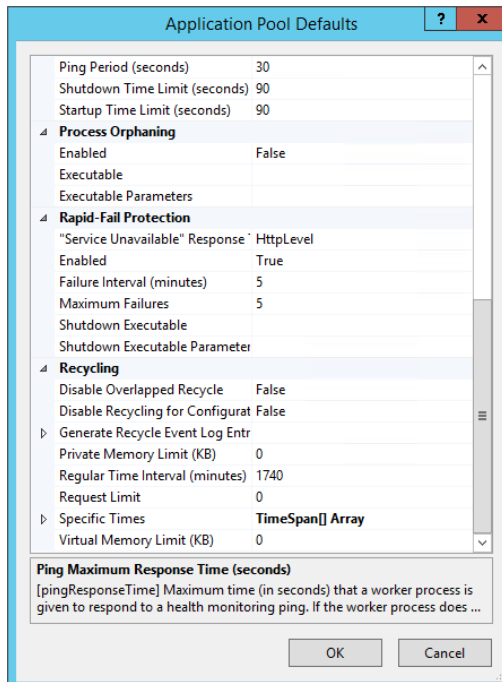 Application Pool Defaults
? x
Ping Period (seconds) 30
Shutdown Time Limit (seconds) 90
Startup Time Limit (seconds) 90
Process Orphaning
Enabled False
Executable
Executable Parameters
Rapid-Fail Protection
"Service Unavailable" Response HttpLevel
Enabled True
Failure Interval (minutes) 5
Maximum Failures 5
Shutdown Executable
Shutdown Executable Parameter
Recycling
Disable Overlapped Recycle False
Disable Recycling for Configurat False
Generate Recycle Event Log Entr
Private Memory Limit (KB) 0
Regular Time Interval (minutes) 1740
Request Limit 0
Specific Times TimeSpan[] Array
Virtual Memory Limit (KB) 0
Ping Maximum Response Time (seconds)
[pingResponseTime] Maximum time (in seconds) that a worker process is
given to respond to a health monitoring ping. If the worker process does ...
OK Cancel